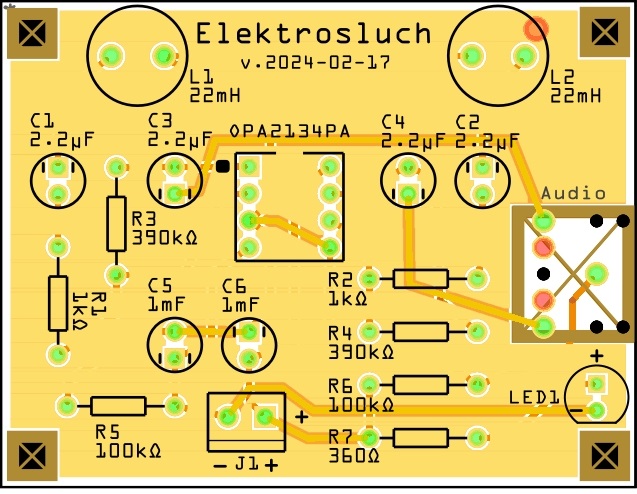 Elektrosluch
v.2024-02-17
L1
22mH
L2
22mH
C1
2.2µF
C3
2.2µF
OPA2134PA
C4
2.2µF
C2
2.2µF
Audio
R3
390kΩ
R1
1kΩ
C5
1mF
C6
1mF
R2
1kΩ
R4
390kΩ
R6
100kΩ
R7
360Ω
R5
100kΩ
+
LED1
-
+
- J1 +